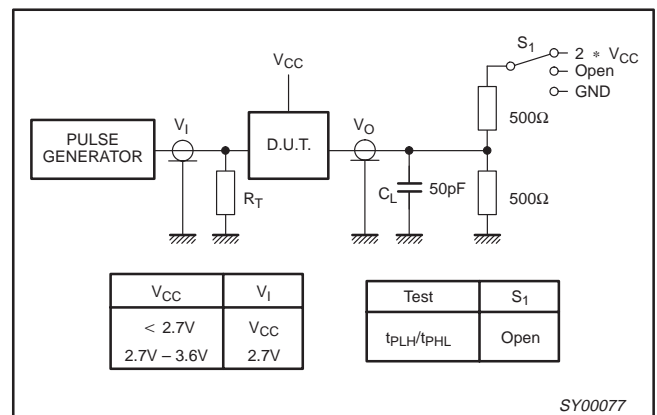 S1
2 * VCC
Open
GND
VCC
500Ω
PULSE
GENERATOR
VI
D.U.T.
VO
RT
CL
50pF
500Ω
VCC VI
< 2.7V VCC
2.7V – 3.6V 2.7V
Test S1
tPLH/tPHL Open
SY00077